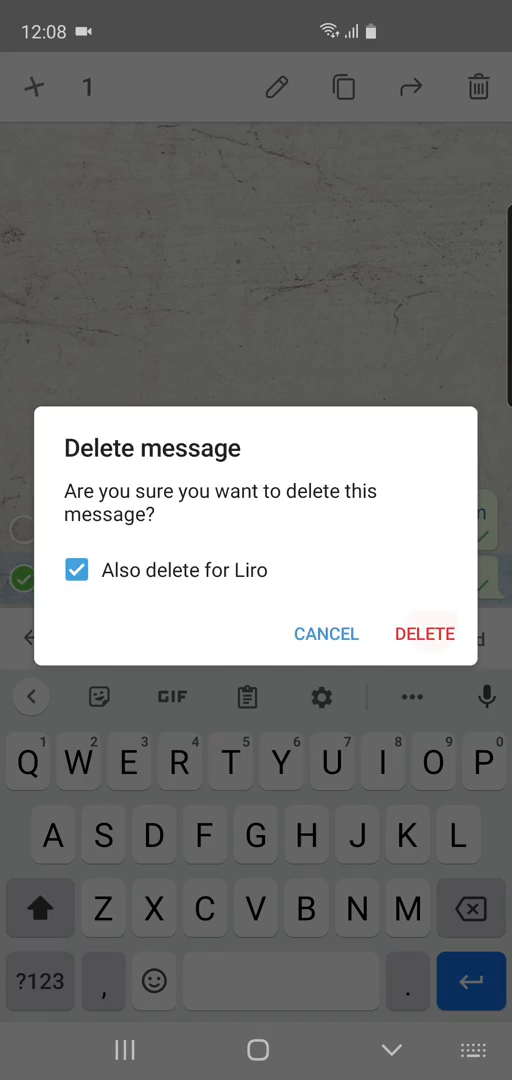 12:08
1
Delete message
Are you sure you want to delete this
message?
Also delete for Liro
CANCEL DELETE
GIF
1 2 3 4 5 6 7 8 9 0
Q W E R T Y U I O P
A S D F G H J K L
Z X C V B N M
?123 , .